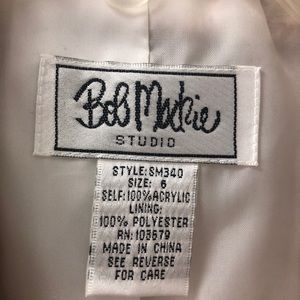 Bob Mackie
STUDIO
STYLE:SM340
SIZE: 6
SELF:100%ACRYLIC
LINING:
100% POLYESTER
RN: 103579
MADE IN CHINA
SEE REVERSE
FOR CARE